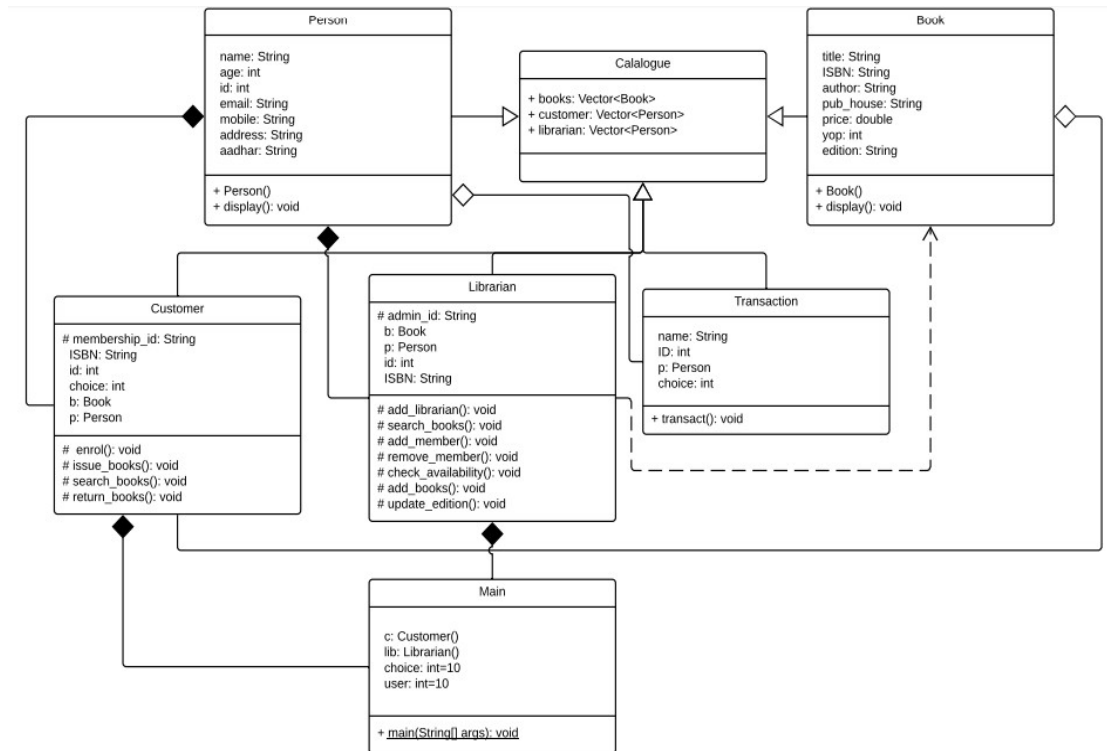 Person
name: String
age: int
id: int
email: String
mobile: String
address: String
aadhar: String
+ Person()
+ display(): void
Calalogue
+ books: Vector<Book>
+ customer: Vector<Person>
+ librarian: Vector<Person>
Book
title: String
ISBN: String
author: String
pub_house: String
price: double
yop: int
edition: String
+ Book()
+ display(): void
Customer
# membership_id: String
ISBN: String
id: int
choice: int
b: Book
p: Person
# enrol(): void
# issue_books(): void
# search_books(): void
# return_books(): void
Librarian
# admin_id: String
b: Book
p: Person
id: int
ISBN: String
# add_librarian(): void
# search_books(): void
# add_member(): void
# remove_member(): void
# check_availability(): void
# add_books(): void
# update_edition(): void
Transaction
name: String
ID: int
p: Person
choice: int
+ transact(): void
Main
c: Customer()
lib: Librarian()
choice: int=10
user: int=10
+ main(String[] args): void